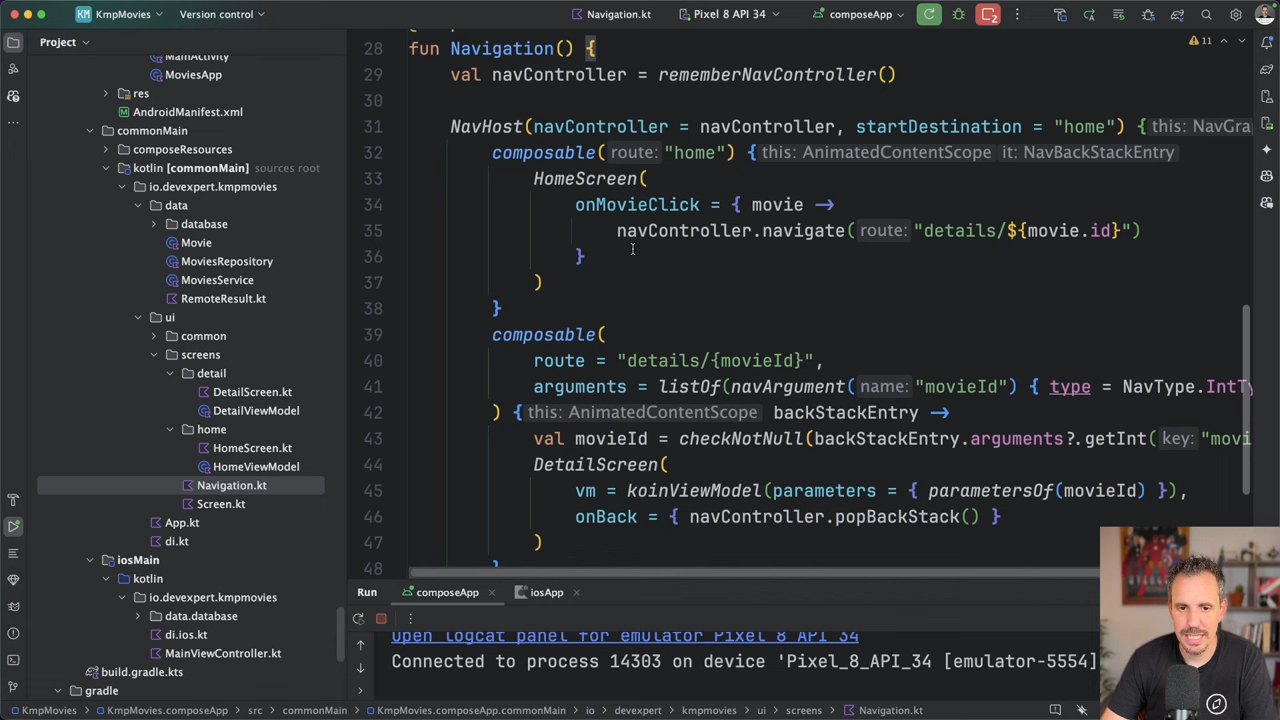 KmpMovies
Version control
Navigation.kt
Pixel 8 API 34
composeApp
Project
MainActivity
MoviesApp
res
AndroidManifest.xml
commonMain
composeResources
kotlin [commonMain] sources root
io.devexpert.kmpmovies
data
database
Movie
MoviesRepository
MoviesService
RemoteResult.kt
ui
common
screens
detail
DetailScreen.kt
DetailViewModel
home
HomeScreen.kt
HomeViewModel
Navigation.kt
Screen.kt
App.kt
di.kt
iosMain
kotlin
io.devexpert.kmpmovies
data.database
di.ios.kt
MainViewController.kt
build.gradle.kts
gradle
11
28 fun Navigation() {
29 val navController = rememberNavController()
30
31 NavHost(navController = navController, startDestination = "home") { this: NavGra
32 composable( route: "home") { this: AnimatedContentScope it: NavBackStackEntry
33 HomeScreen(
34 onMovieClick = { movie ->
35 navController.navigate( route: "details/${movie.id}")
36 }
37 )
38 }
39 composable(
40 route = "details/{movieId}",
41 arguments = listOf(navArgument( name: "movieId") { type = NavType.IntTy
42 ) { this: AnimatedContentScope backStackEntry ->
43 val movieId = checkNotNull(backStackEntry.arguments?.getInt( key: "movi
44 DetailScreen(
45 vm = koinViewModel(parameters = { parametersOf(movieId) }),
46 onBack = { navController.popBackStack() }
47 )
48 }
Run composeApp iosApp
Open logcat panel for emulator Pixel 8 API 34
Connected to process 14303 on device 'Pixel_8_API_34 [emulator-5554]
KmpMovies > KmpMovies.composeApp > src > commonMain > KmpMovies.composeApp.commonMain > io > devexpert > kmpmovies > ui > screens > Navigation.kt